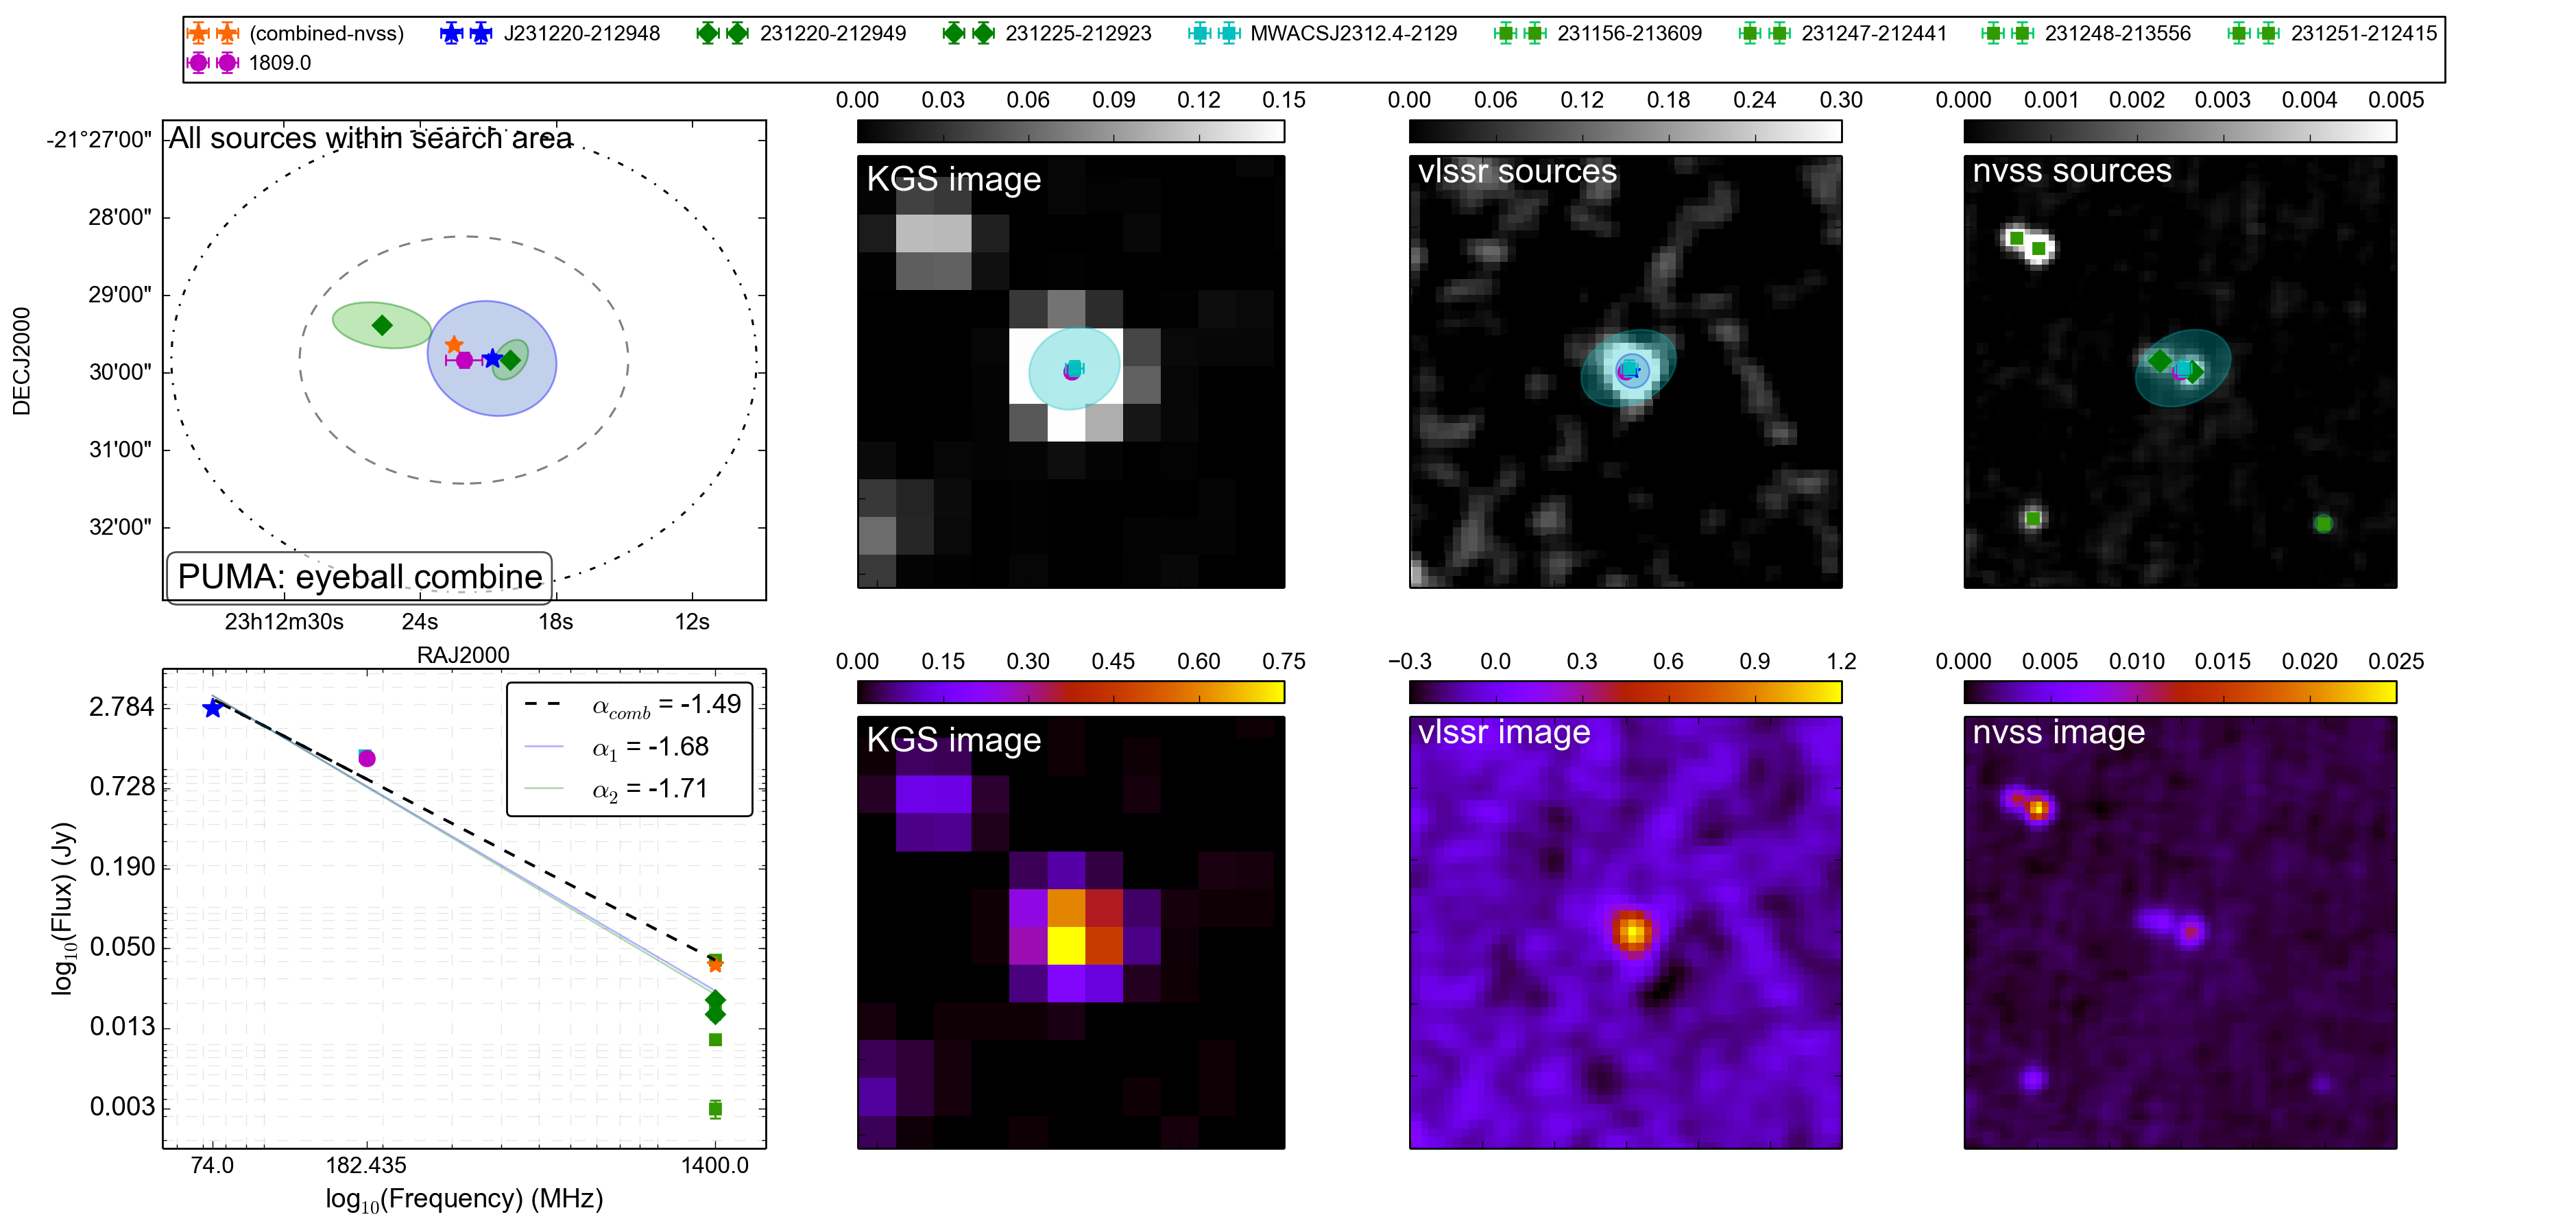 (combined-nvss) J231220-212948 231220-212949 231225-212923 MWACSJ2312.4-2129 231156-213609 231247-212441 231248-213556 231251-212415
1809.0
All sources within search area
-21°27'00"
28'00"
29'00"
30'00"
31'00"
32'00"
DECJ2000
PUMA: eyeball combine
23h12m30s 24s 18s 12s
RAJ2000
0.00 0.03 0.06 0.09 0.12 0.15
KGS image
0.00 0.06 0.12 0.18 0.24 0.30
vlssr sources
0.000 0.001 0.002 0.003 0.004 0.005
nvss sources
α_comb = -1.49
α_1 = -1.68
α_2 = -1.71
2.784
0.728
0.190
0.050
0.013
0.003
log_10(Flux) (Jy)
74.0 182.435 1400.0
log_10(Frequency) (MHz)
0.00 0.15 0.30 0.45 0.60 0.75
KGS image
−0.3 0.0 0.3 0.6 0.9 1.2
vlssr image
0.000 0.005 0.010 0.015 0.020 0.025
nvss image